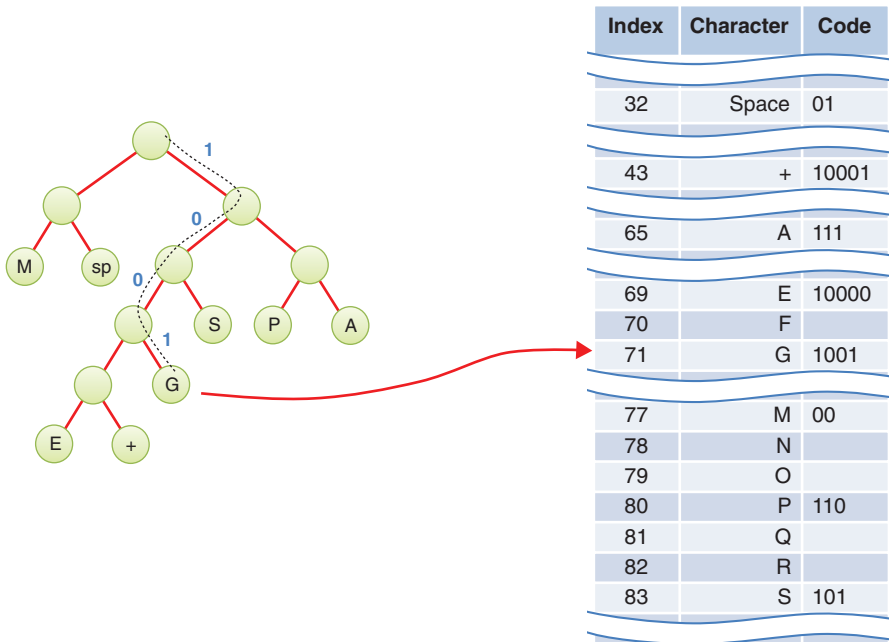 1
0
M sp
0
S P A
1
G
E +
Index Character Code
32 Space 01
43 + 10001
65 A 111
69 E 10000
70 F
71 G 1001
77 M 00
78 N
79 O
80 P 110
81 Q
82 R
83 S 101